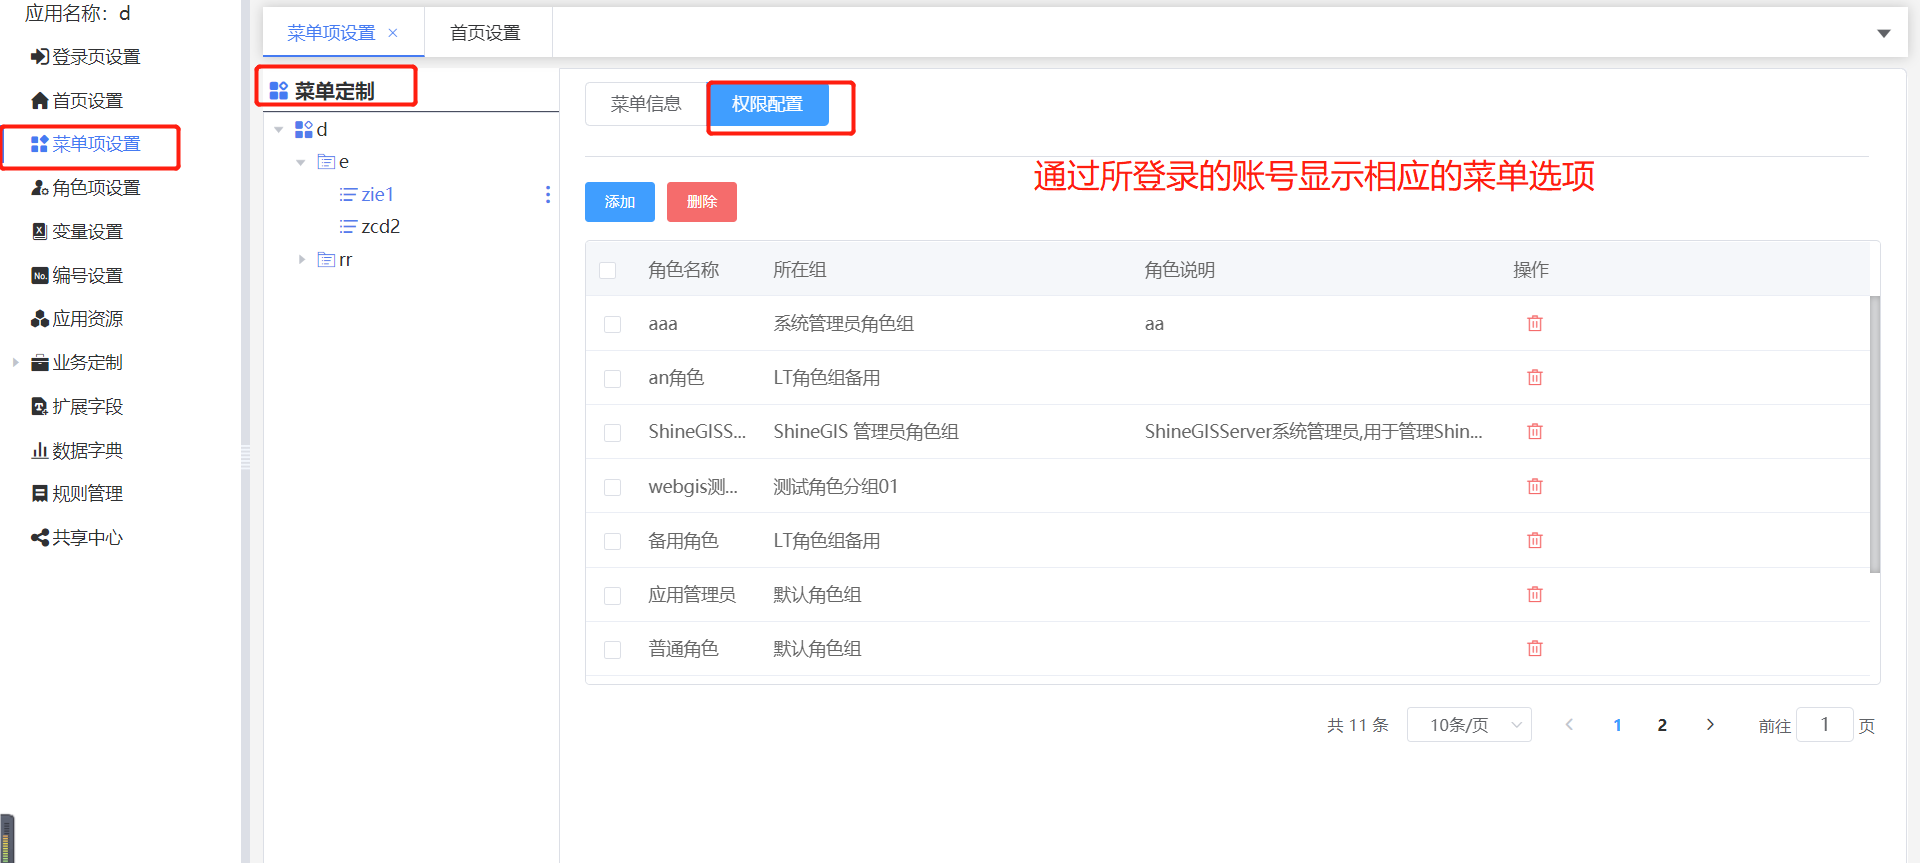 应用名称：d
登录页设置
首页设置
菜单项设置
角色项设置
变量设置
编号设置
应用资源
业务定制
扩展字段
数据字典
规则管理
共享中心
菜单项设置 ×
首页设置
菜单定制
d
e
zie1
zcd2
rr
菜单信息
权限配置
通过所登录的账号显示相应的菜单选项
添加
删除
角色名称 所在组 角色说明 操作
aaa 系统管理员角色组 aa
an角色 LT角色组备用
ShineGISS... ShineGIS 管理员角色组 ShineGISServer系统管理员,用于管理Shin...
webgis测... 测试角色分组01
备用角色 LT角色组备用
应用管理员 默认角色组
普通角色 默认角色组
共 11 条 10条/页 1 2 前往 1 页